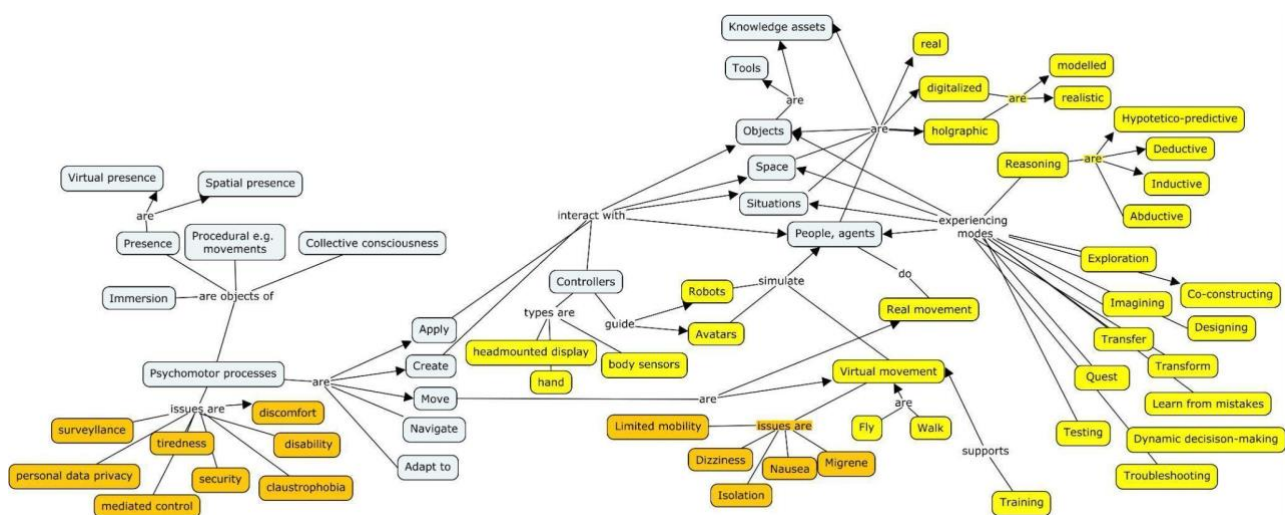 Knowledge assets
real
Tools
digitalized
modelled
are
are
realistic
Objects
are
holgraphic
Hypotetico-predictive
Space
Reasoning
are
Deductive
Virtual presence
Spatial presence
Inductive
Situations
are
interact with
Abductive
Presence
Procedural e.g.
movements
Collective consciousness
People, agents
experiencing
modes
Exploration
Immersion
are objects of
Controllers
simulate
do
Co-constructing
Robots
Imagining
types are
Real movement
Designing
Apply
guide
Avatars
Transfer
headmounted display
body sensors
Transform
Create
hand
Virtual movement
Quest
Psychomotor processes
are
Move
are
are
Learn from mistakes
issues are
discomfort
surveyllance
Navigate
Limited mobility
issues are
Fly
Walk
Testing
tiredness
disability
Dynamic decisison-making
Dizziness
Migrene
supports
personal data privacy
security
Adapt to
Nausea
Troubleshooting
claustrophobia
Isolation
mediated control
Training